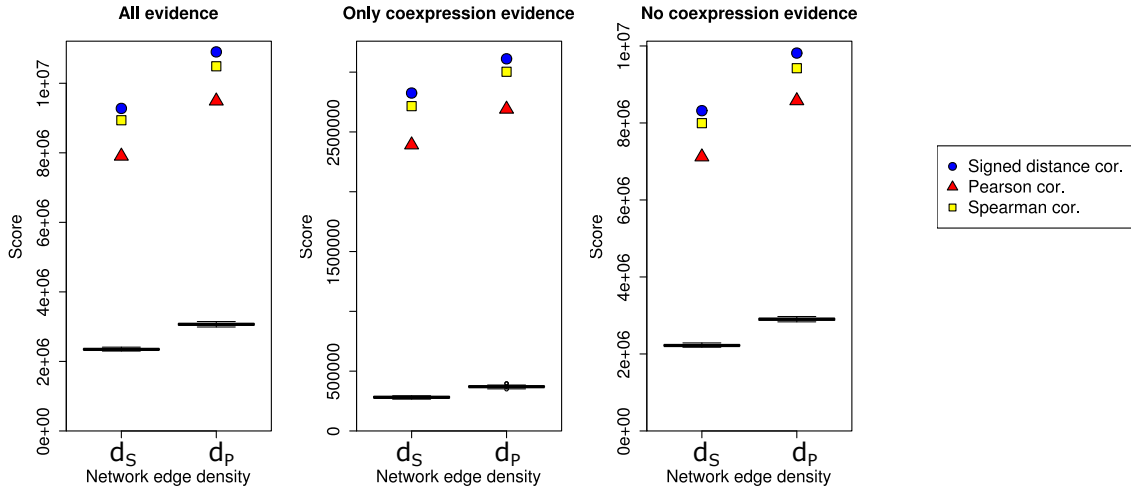 All evidence
Only coexpression evidence
No coexpression evidence
Score
0e+00
2e+06
4e+06
6e+06
8e+06
1e+07
dS
dP
Network edge density
Score
0
500000
1500000
2500000
dS
dP
Network edge density
Score
0e+00
2e+06
4e+06
6e+06
8e+06
1e+07
dS
dP
Network edge density
Signed distance cor.
Pearson cor.
Spearman cor.